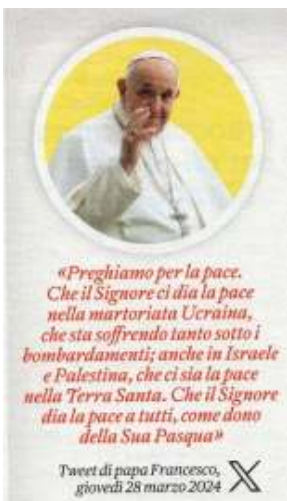 «Preghiamo per la pace.
Che il Signore ci dia la pace
nella martoriata Ucraina,
che sta soffrendo tanto sotto i
bombardamenti; anche in Israele
e Palestina, che ci sia la pace
nella Terra Santa. Che il Signore
dia la pace a tutti, come dono
della Sua Pasqua»
Tweet di papa Francesco,
giovedì 28 marzo 2024 X